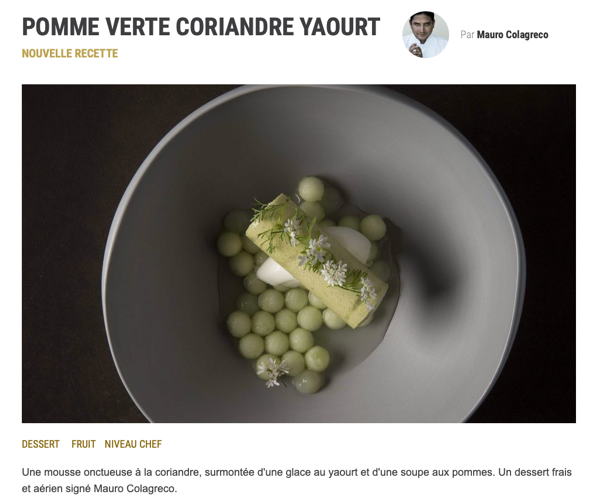 POMME VERTE CORIANDRE YAOURT
Par Mauro Colagreco
NOUVELLE RECETTE
DESSERT FRUIT NIVEAU CHEF
Une mousse onctueuse à la coriandre, surmontée d'une glace au yaourt et d'une soupe aux pommes. Un dessert frais
et aérien signé Mauro Colagreco.